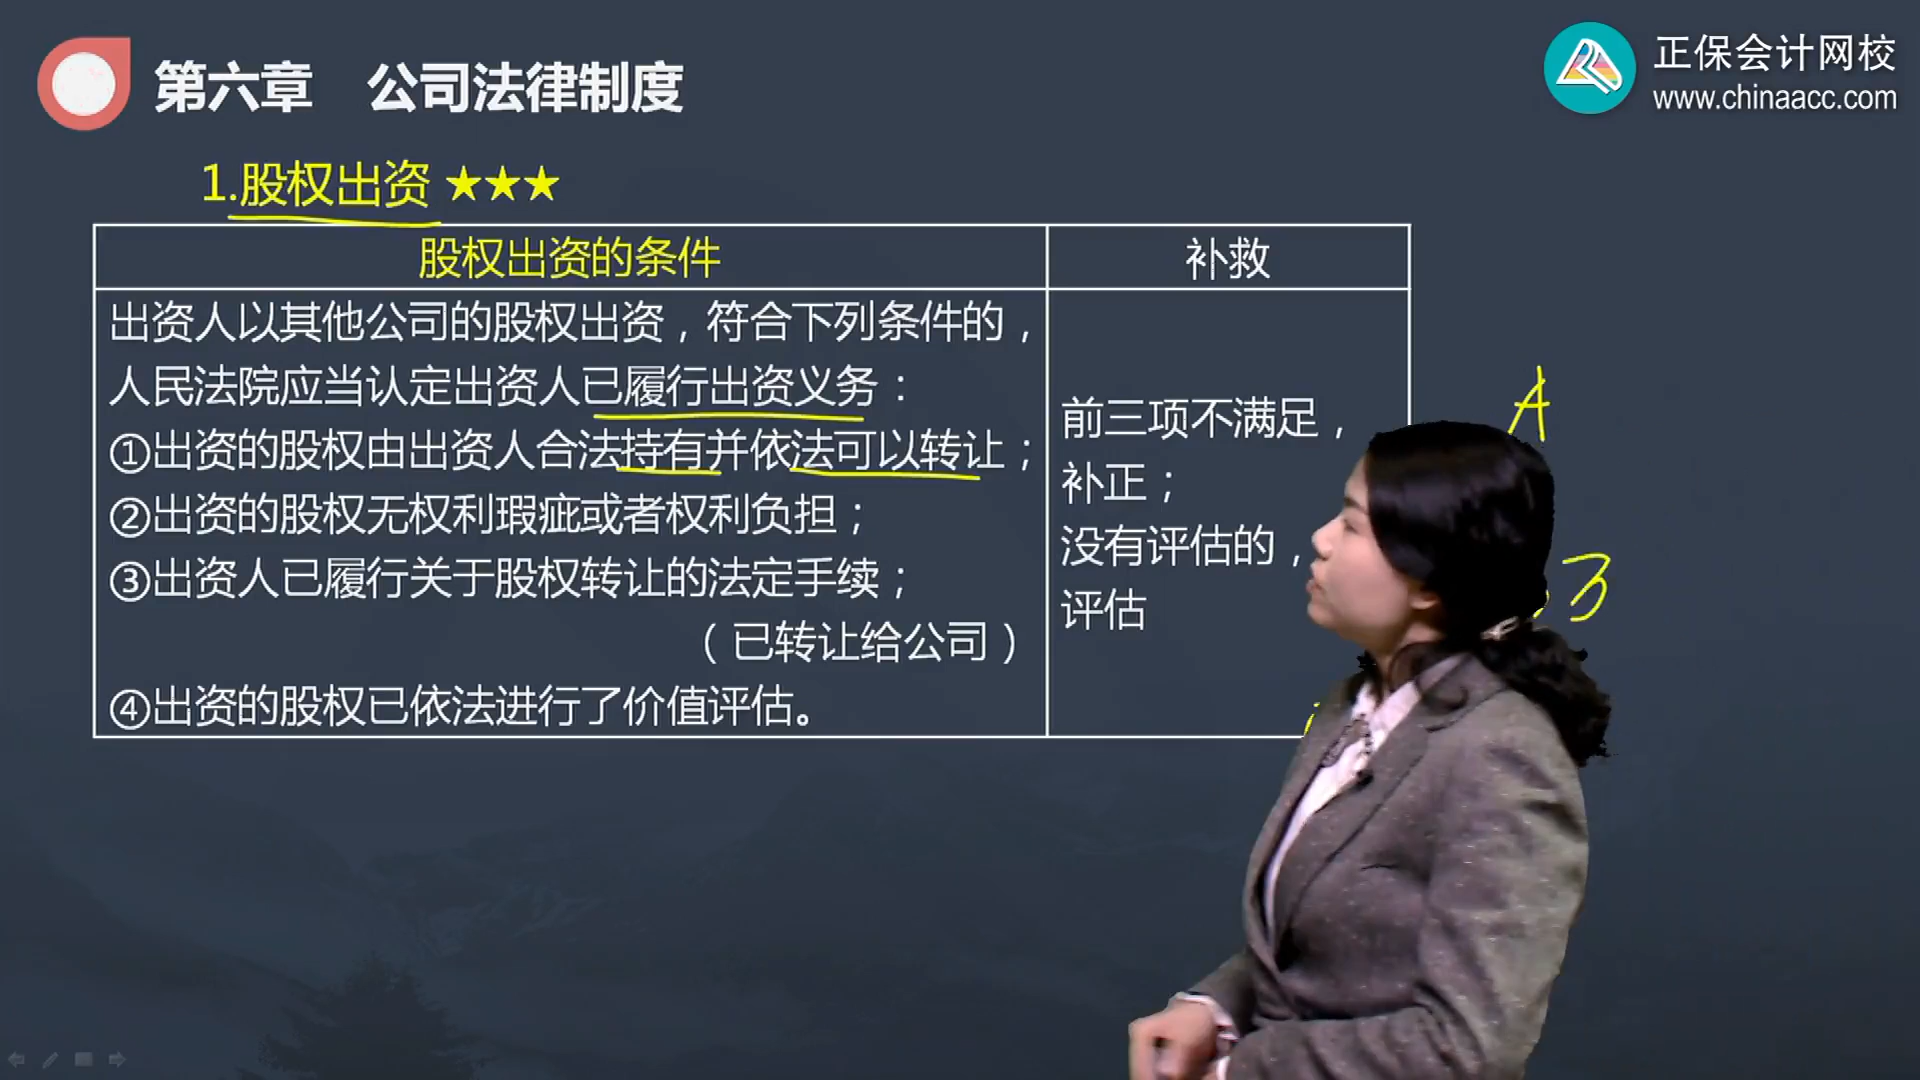 第六章 公司法律制度
正保会计网校
www.chinaacc.com
1.股权出资 ★★★
股权出资的条件
补救
出资人以其他公司的股权出资，符合下列条件的，
人民法院应当认定出资人已履行出资义务：
①出资的股权由出资人合法持有并依法可以转让；
②出资的股权无权利瑕疵或者权利负担；
③出资人已履行关于股权转让的法定手续；
（已转让给公司）
④出资的股权已依法进行了价值评估。
前三项不满足，
补正；
没有评估的，
评估
A